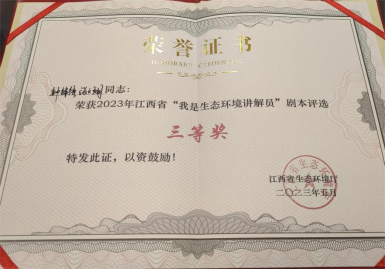 荣誉证书
HONORARY CREDENTIAL
同志：
荣获2023年江西省“我是生态环境讲解员”剧本评选
三等奖
特发此证，以资鼓励！
江西省生态环境厅
二〇二三年五月